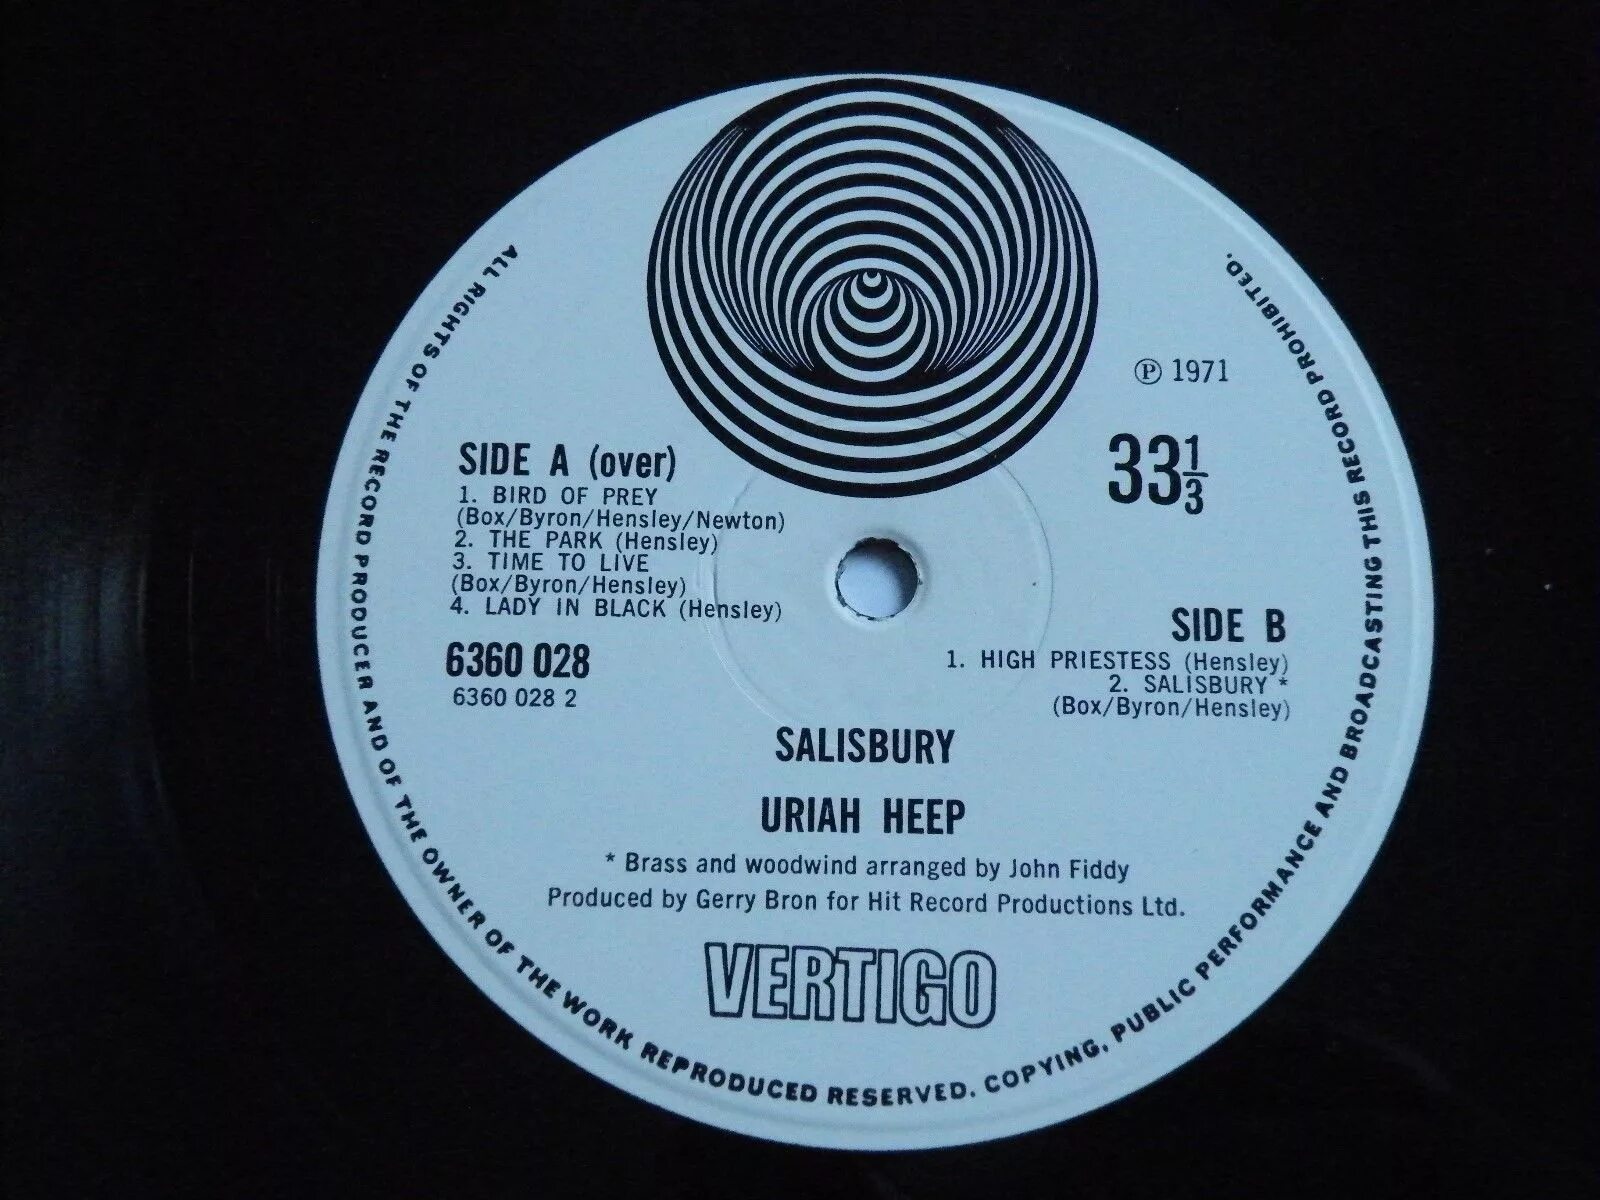 ALL RIGHTS OF THE RECORD PRODUCER AND OF THE OWNER OF THE WORK REPRODUCED RESERVED. COPYING, PUBLIC PERFORMANCE AND BROADCASTING THIS RECORD PROHIBITED.
℗ 1971
33⅓
SIDE A (over)
1. BIRD OF PREY
(Box/Byron/Hensley/Newton)
2. THE PARK (Hensley)
3. TIME TO LIVE
(Box/Byron/Hensley)
4. LADY IN BLACK (Hensley)
6360 028
6360 028 2
SIDE B
1. HIGH PRIESTESS (Hensley)
2. SALISBURY *
(Box/Byron/Hensley)
SALISBURY
URIAH HEEP
* Brass and woodwind arranged by John Fiddy
Produced by Gerry Bron for Hit Record Productions Ltd.
VERTIGO